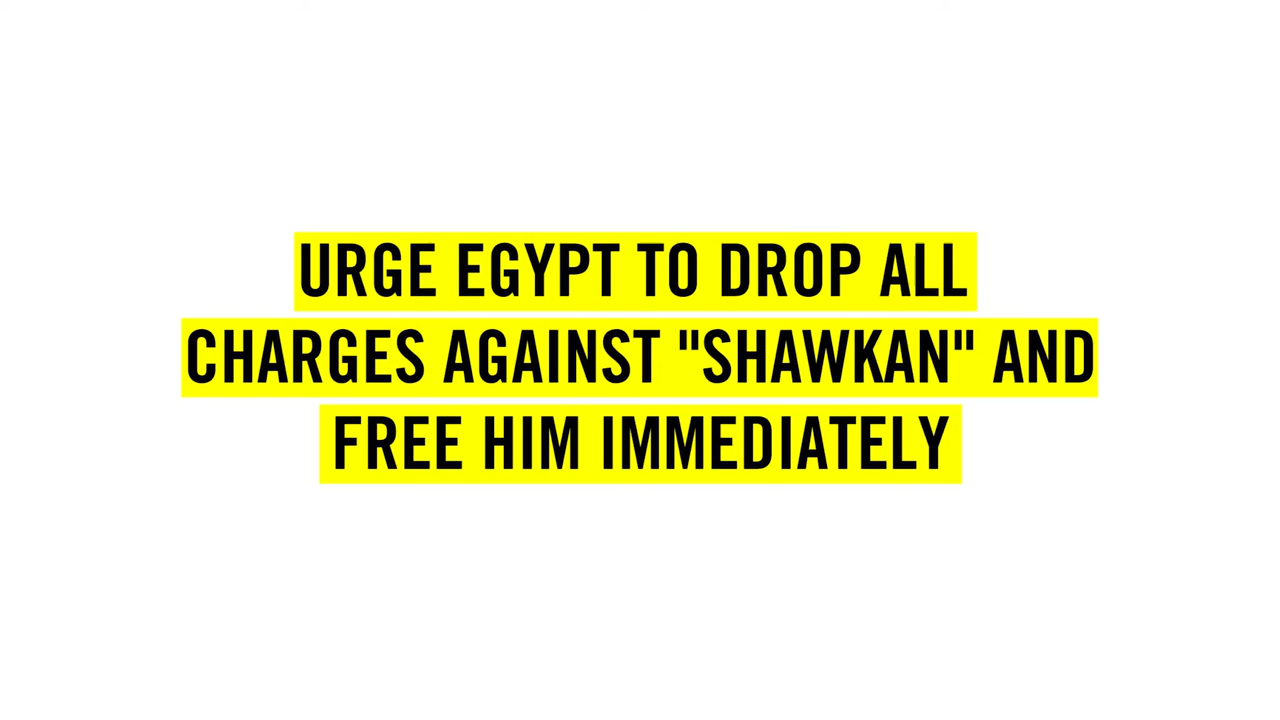 URGE EGYPT TO DROP ALL
CHARGES AGAINST "SHAWKAN" AND
FREE HIM IMMEDIATELY